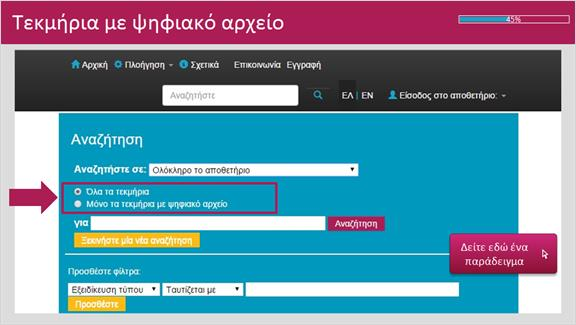 Τεκμήρια με ψηφιακό αρχείο
45%
Αρχική Πλοήγηση Σχετικά Επικοινωνία Εγγραφή
Αναζητήστε ΕΛ | EN Είσοδος στο αποθετήριο:
Αναζήτηση
Αναζητήστε σε: Ολόκληρο το αποθετήριο
Όλα τα τεκμήρια
Μόνο τα τεκμήρια με ψηφιακό αρχείο
για Αναζήτηση
Ξεκινήστε μία νέα αναζήτηση
Δείτε εδώ ένα
παράδειγμα
Προσθέστε φίλτρα:
Εξειδίκευση τύπου Ταυτίζεται με
Προσθέστε